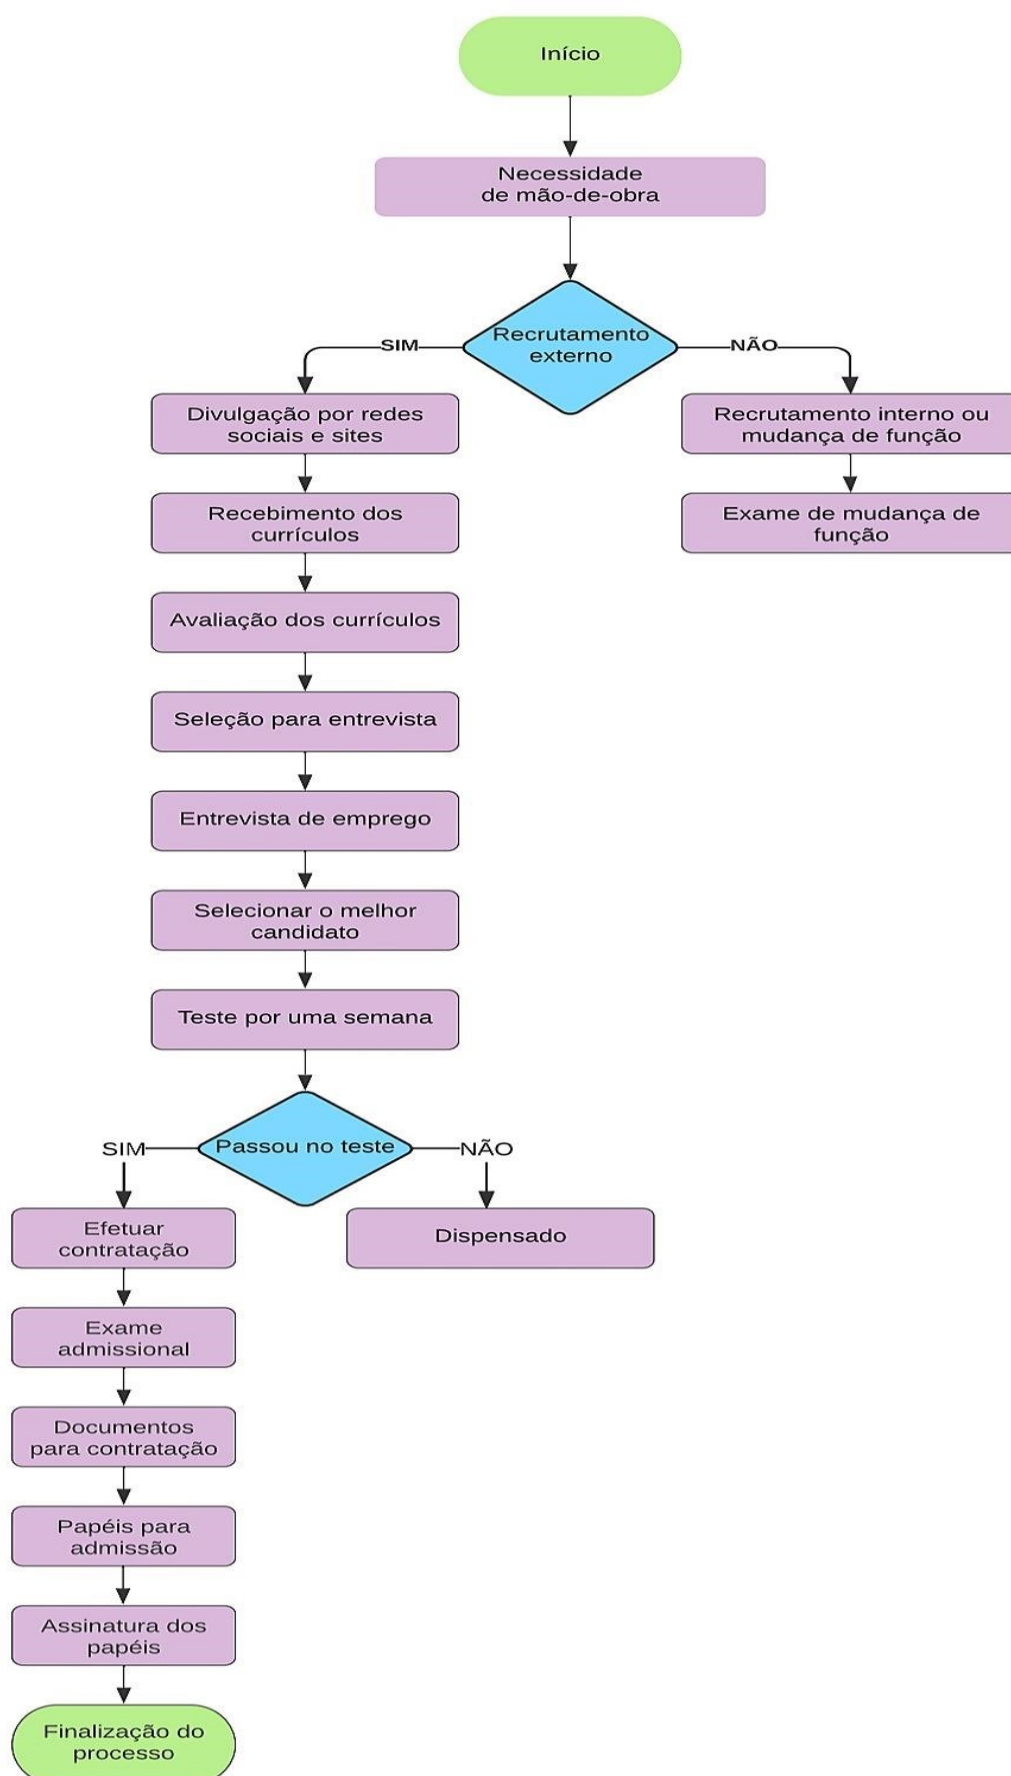 Início
Necessidade
de mão-de-obra
Recrutamento
externo
SIM
NÃO
Divulgação por redes
sociais e sites
Recrutamento interno ou
mudança de função
Recebimento dos
currículos
Exame de mudança de
função
Avaliação dos currículos
Seleção para entrevista
Entrevista de emprego
Selecionar o melhor
candidato
Teste por uma semana
Passou no teste
SIM
NÃO
Efetuar
contratação
Dispensado
Exame
admissional
Documentos
para contratação
Papéis para
admissão
Assinatura dos
papéis
Finalização do
processo